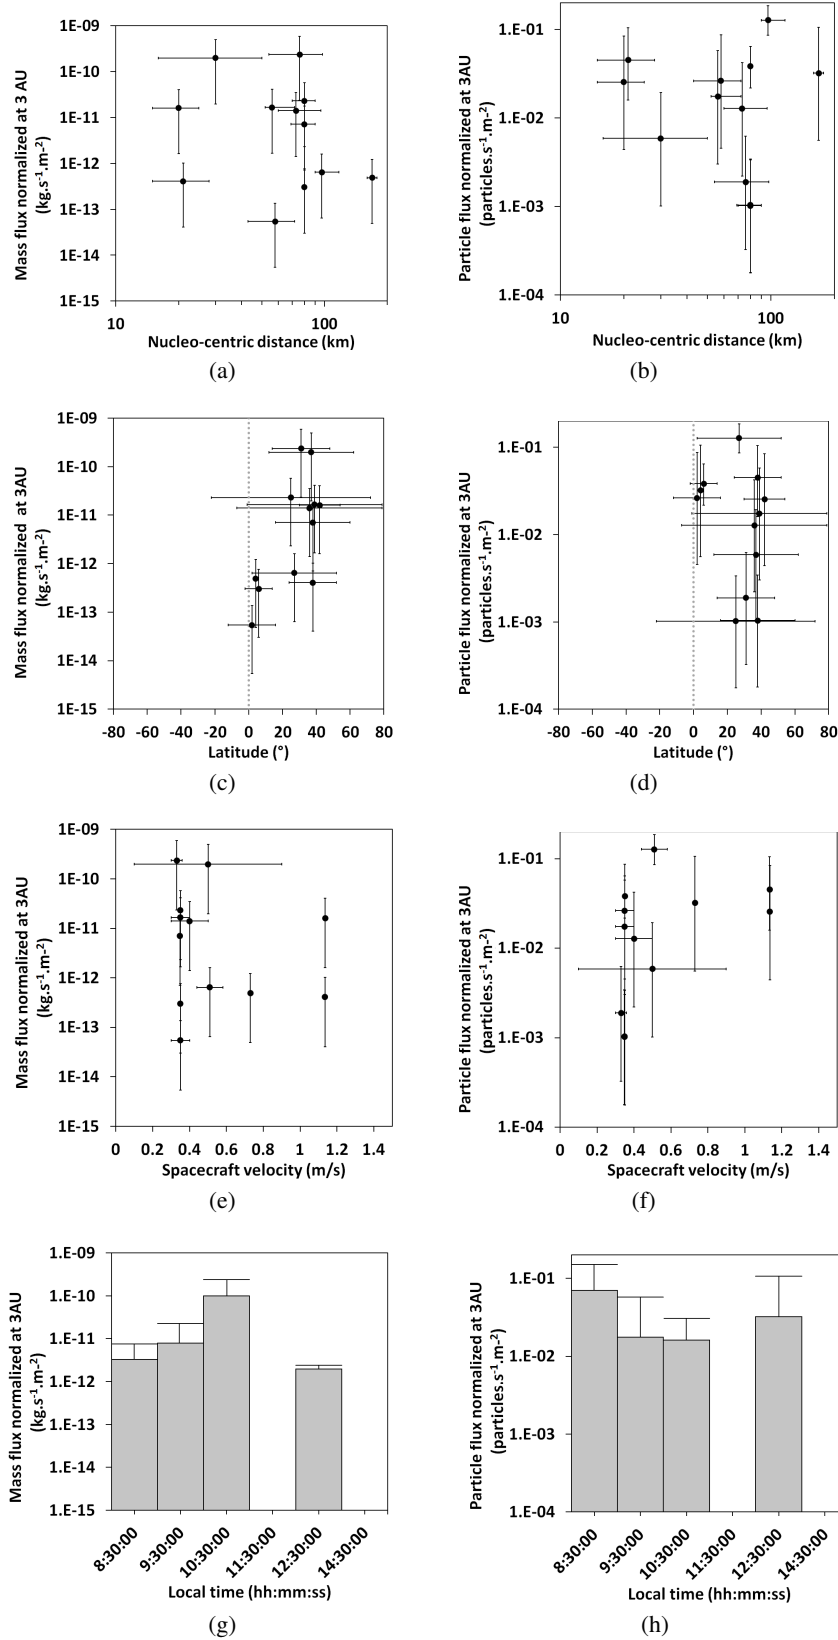 1E-09
1E-10
1E-11
1E-12
1E-13
1E-14
1E-15
Mass flux normalized at 3 AU
(kg.s-1.m-2)
10
100
Nucleo-centric distance (km)
(a)
1.E-01
1.E-02
1.E-03
1.E-04
Particle flux normalized at 3AU
(particles.s-1.m-2)
10
100
Nucleo-centric distance (km)
(b)
1E-09
1E-10
1E-11
1E-12
1E-13
1E-14
1E-15
Mass flux normalized at 3AU
(kg.s-1.m-2)
-80 -60 -40 -20 0 20 40 60 80
Latitude (°)
(c)
1.E-01
1.E-02
1.E-03
1.E-04
Particle flux normalized at 3AU
(particles.s-1.m-2)
-80 -60 -40 -20 0 20 40 60 80
Latitude (°)
(d)
1E-09
1E-10
1E-11
1E-12
1E-13
1E-14
1E-15
Mass flux normalized at 3AU
(kg.s-1.m-2)
0 0.2 0.4 0.6 0.8 1 1.2 1.4
Spacecraft velocity (m/s)
(e)
1.E-01
1.E-02
1.E-03
1.E-04
Particle flux normalized at 3AU
(particles.s-1.m-2)
0 0.2 0.4 0.6 0.8 1 1.2 1.4
Spacecraft velocity (m/s)
(f)
1.E-09
1.E-10
1.E-11
1.E-12
1.E-13
1.E-14
1.E-15
Mass flux normalized at 3AU
(kg.s-1.m-2)
8:30:00 9:30:00 10:30:00 11:30:00 12:30:00 14:30:00
Local time (hh:mm:ss)
(g)
1.E-01
1.E-02
1.E-03
1.E-04
Particle flux normalized at 3AU
(particles.s-1.m-2)
8:30:00 9:30:00 10:30:00 11:30:00 12:30:00 14:30:00
Local time (hh:mm:ss)
(h)